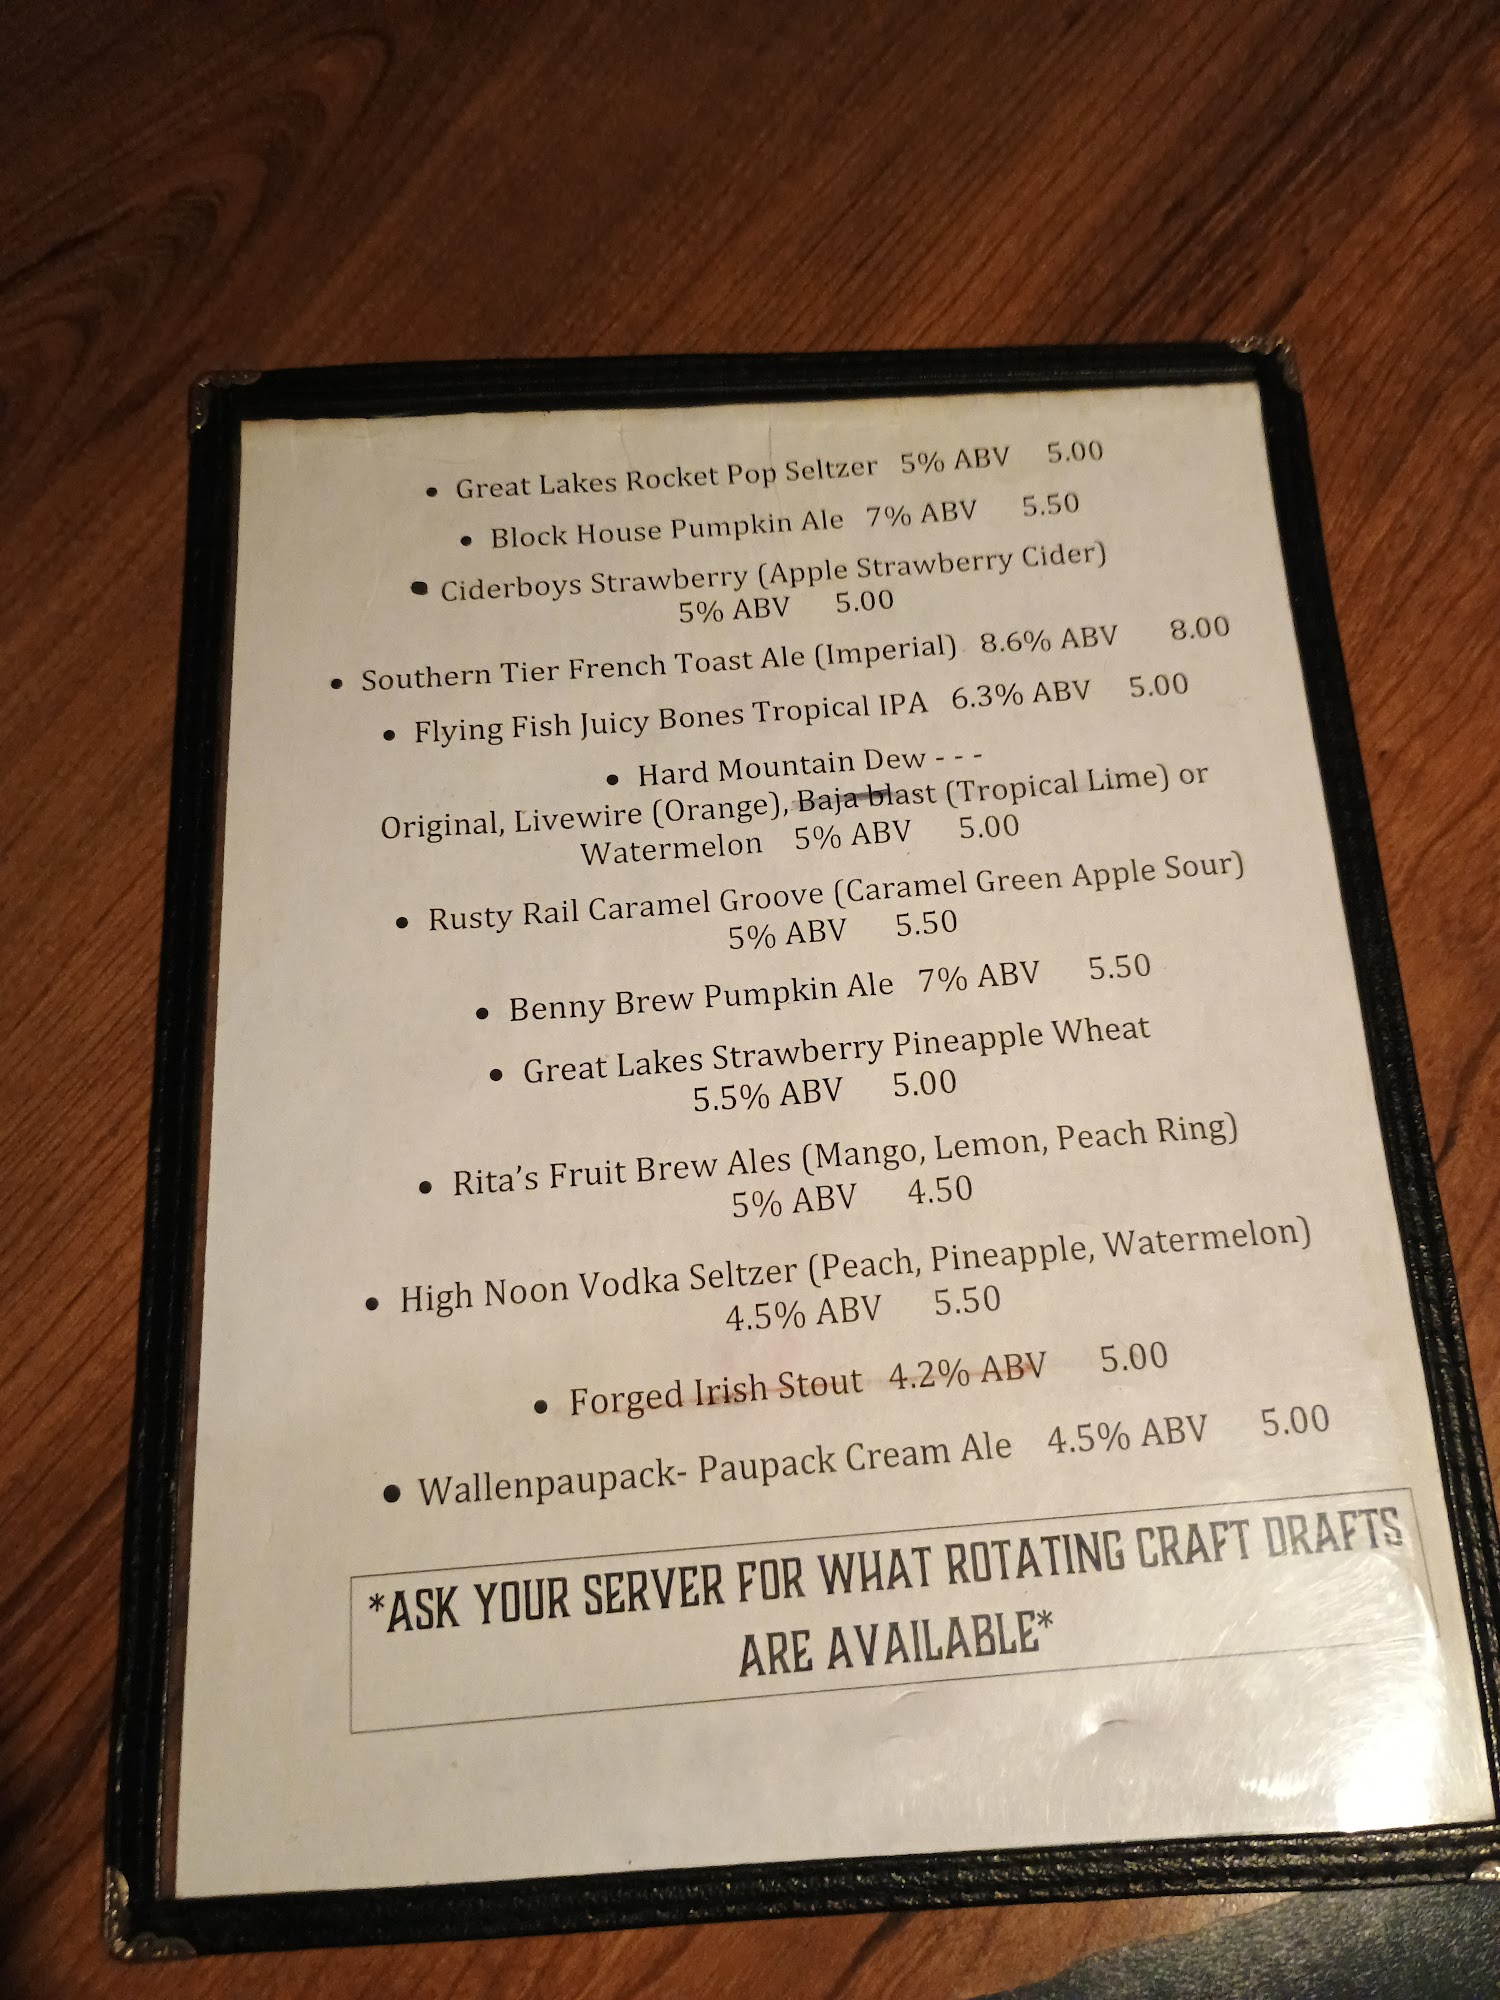 • Great Lakes Rocket Pop Seltzer 5% ABV 5.00
• Block House Pumpkin Ale 7% ABV 5.50
• Ciderboys Strawberry (Apple Strawberry Cider)
5% ABV 5.00
• Southern Tier French Toast Ale (Imperial) 8.6% ABV 8.00
• Flying Fish Juicy Bones Tropical IPA 6.3% ABV 5.00
• Hard Mountain Dew - - -
Original, Livewire (Orange), Baja blast (Tropical Lime) or
Watermelon 5% ABV 5.00
• Rusty Rail Caramel Groove (Caramel Green Apple Sour)
5% ABV 5.50
• Benny Brew Pumpkin Ale 7% ABV 5.50
• Great Lakes Strawberry Pineapple Wheat
5.5% ABV 5.00
• Rita's Fruit Brew Ales (Mango, Lemon, Peach Ring)
5% ABV 4.50
• High Noon Vodka Seltzer (Peach, Pineapple, Watermelon)
4.5% ABV 5.50
• Forged Irish Stout 4.2% ABV 5.00
• Wallenpaupack- Paupack Cream Ale 4.5% ABV 5.00
*ASK YOUR SERVER FOR WHAT ROTATING CRAFT DRAFTS
ARE AVAILABLE*